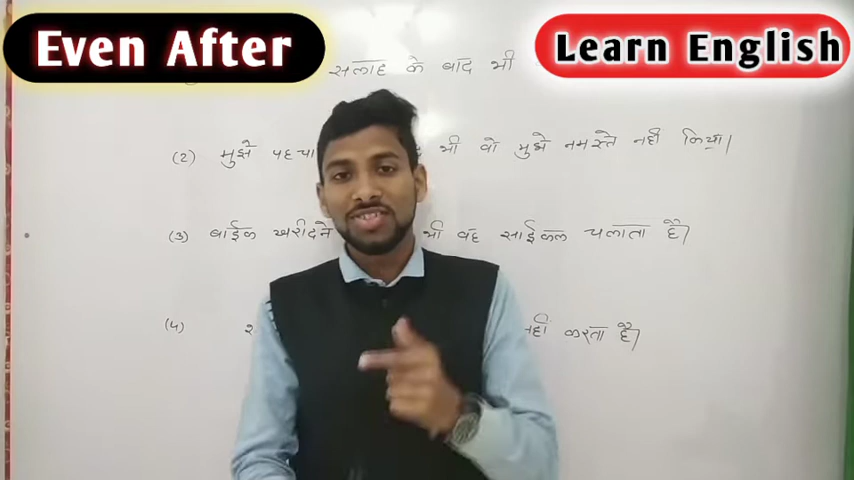 Even After
Learn English
सलाह के बाद भी
(2) मुझे पहचा भी वो मुझे नमस्ते नहीं किया।
(3) बाईक खरीदने भी वह साईकल चलाता है।
(4) नहीं करता है।